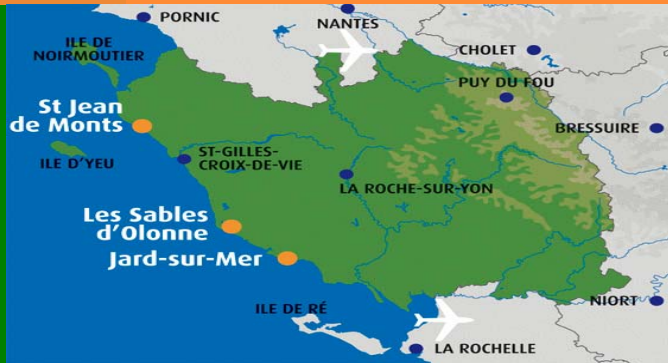 PORNIC
NANTES
ILE DE
NOIRMOUTIER
CHOLET
PUY DU FOU
St Jean
de Monts
BRESSUIRE
ST-GILLES-
CROIX-DE-VIE
ILE D'YEU
LA ROCHE-SUR-YON
Les Sables
d'Olonne
Jard-sur-Mer
ILE DE RÉ
NIORT
LA ROCHELLE